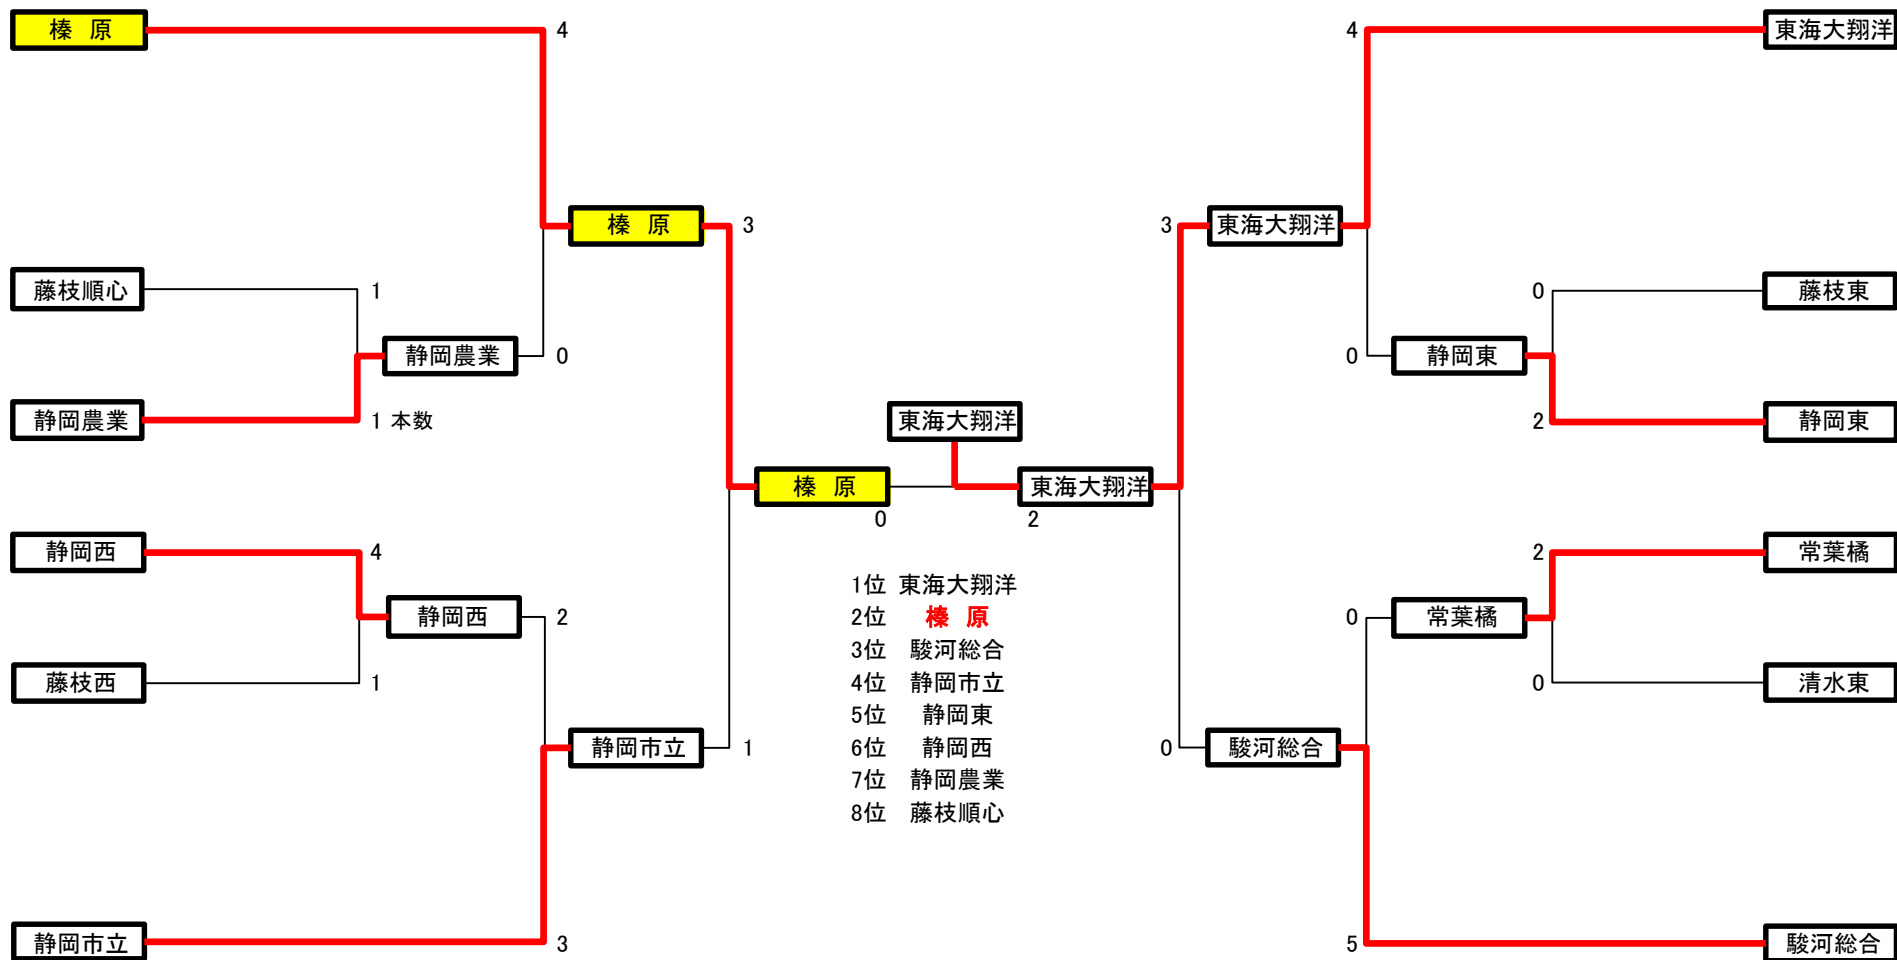 榛 原
4
4
東海大翔洋
榛 原
3
3
東海大翔洋
藤枝順心
1
0
藤枝東
静岡農業
0
0
静岡東
静岡農業
1 本数
東海大翔洋
2
静岡東
榛 原
東海大翔洋
0
2
静岡西
4
2
常葉橘
1位 東海大翔洋
静岡西
2
2位 榛 原
0
常葉橘
3位 駿河総合
藤枝西
1
4位 静岡市立
0
清水東
5位 静岡東
静岡市立
1
6位 静岡西
0
駿河総合
7位 静岡農業
8位 藤枝順心
静岡市立
3
5
駿河総合